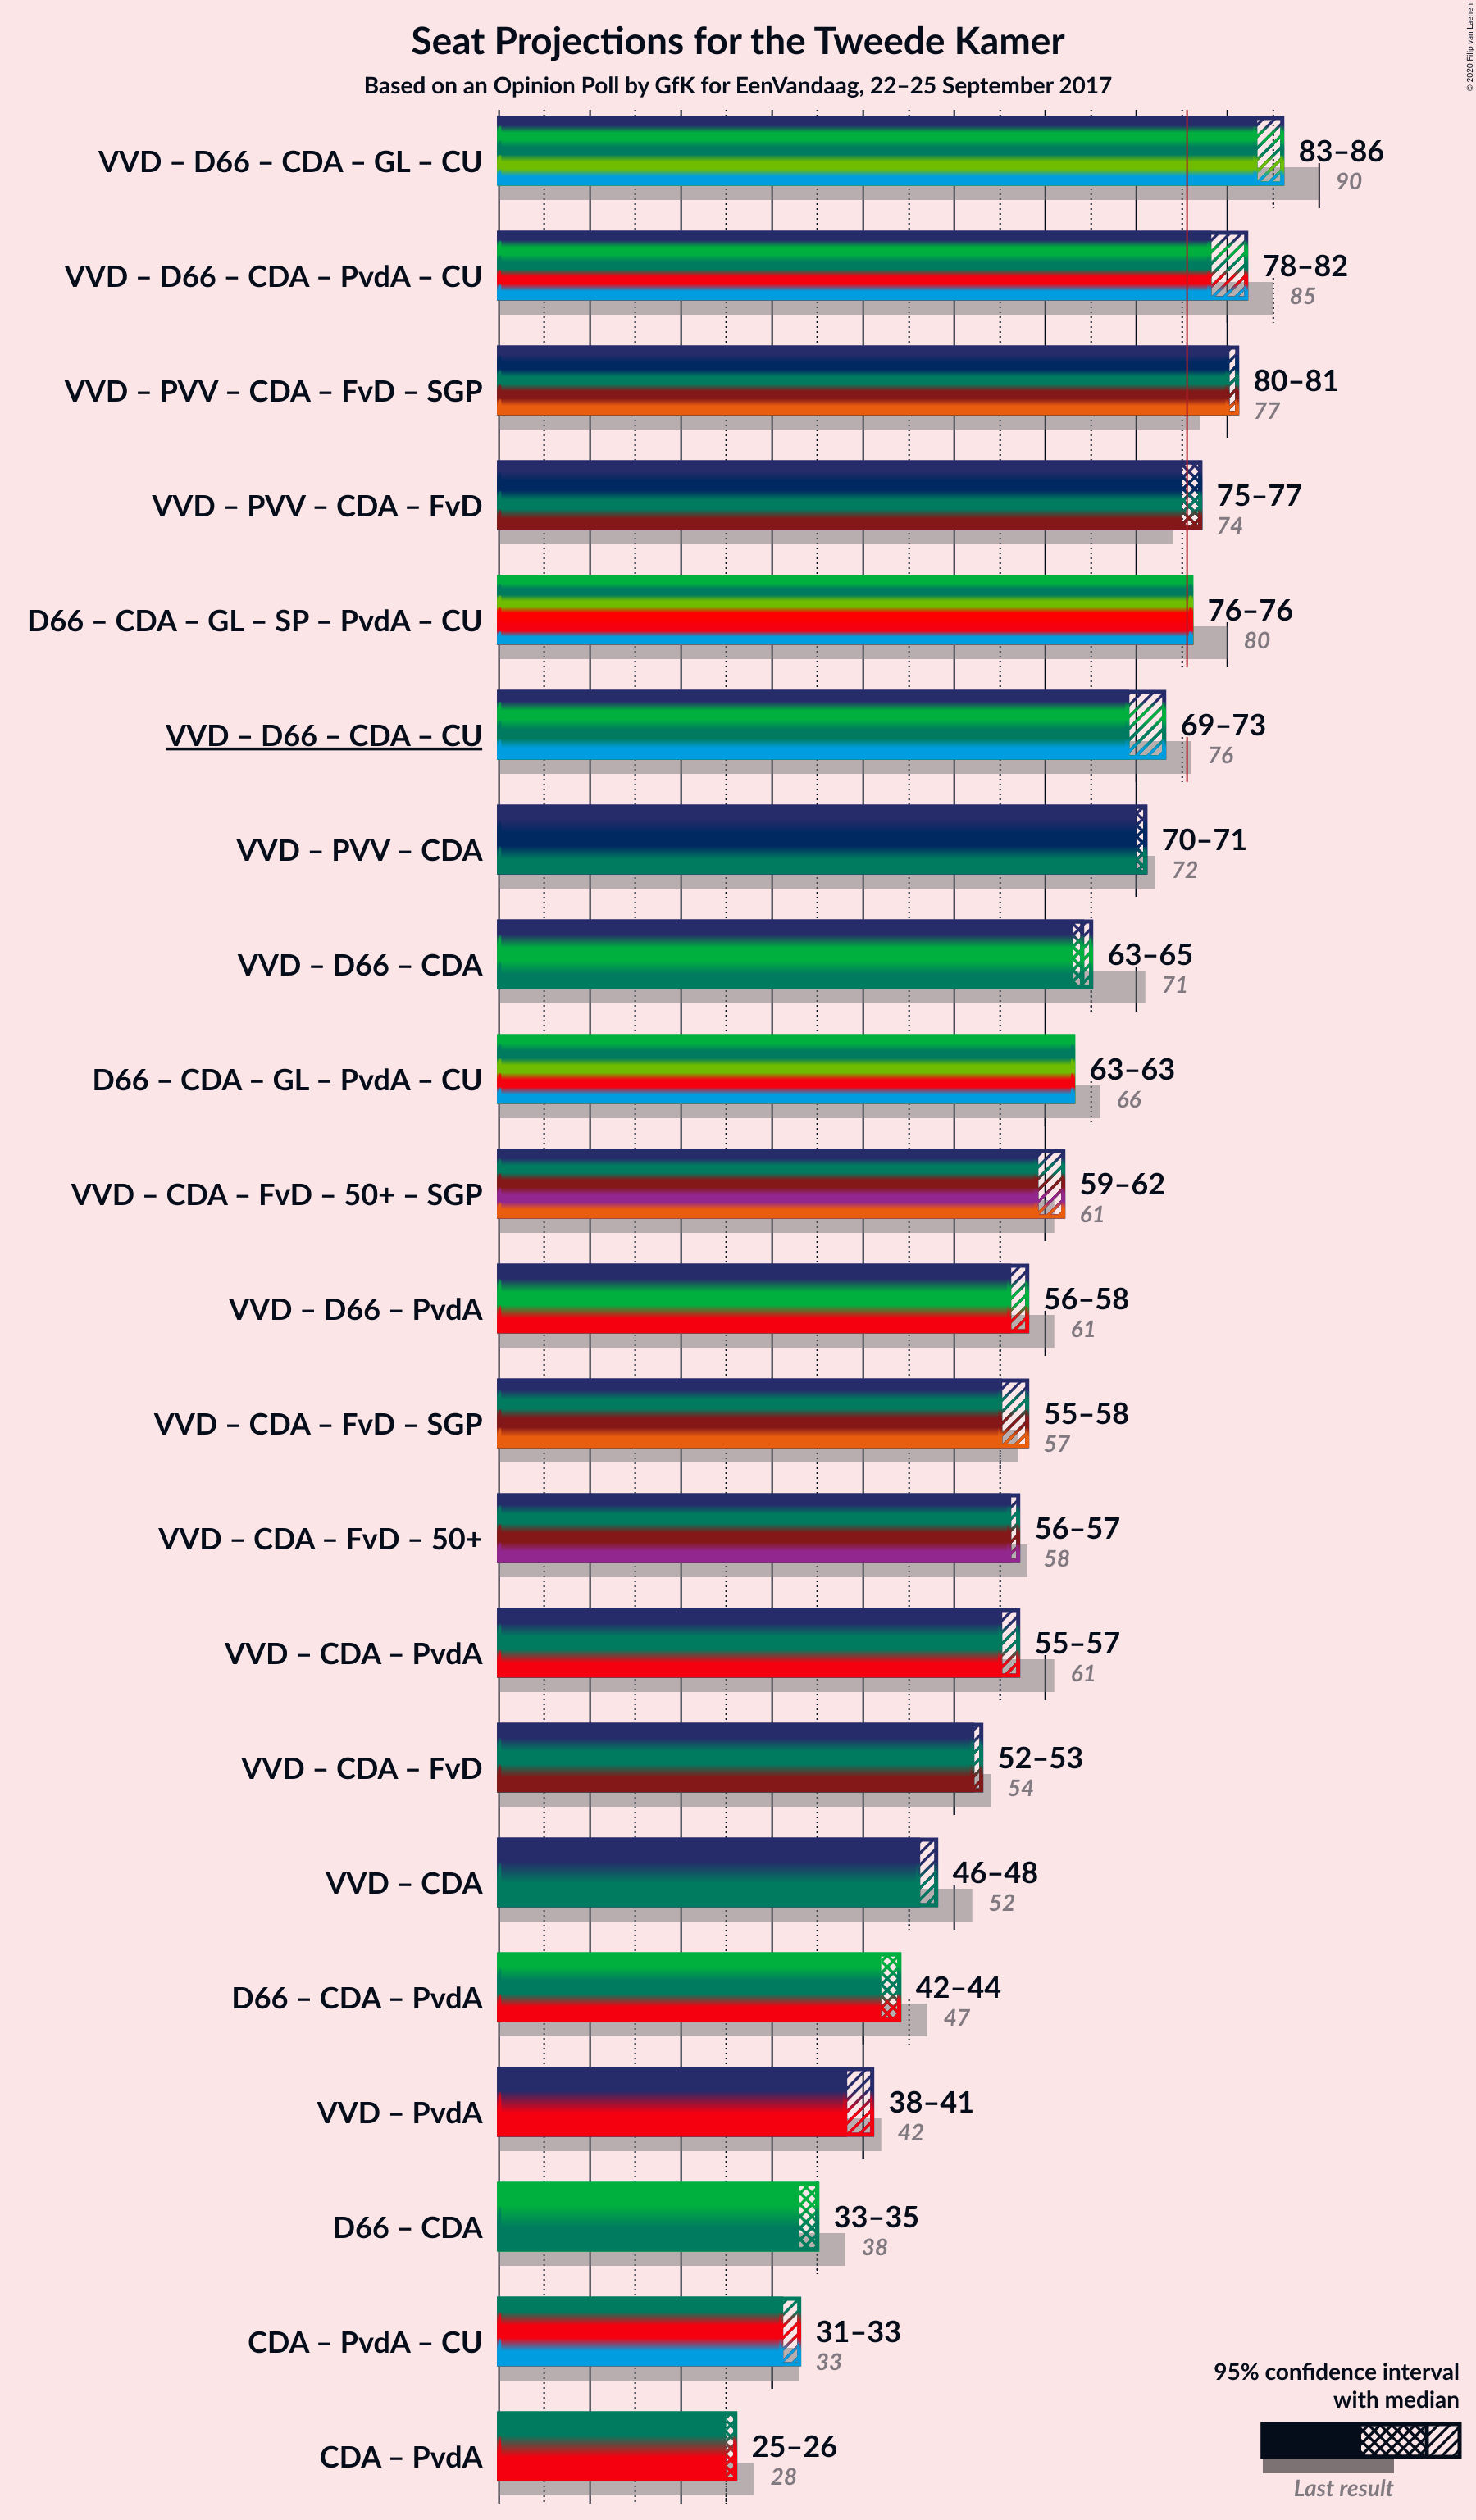 Seat Projections for the Tweede Kamer
Based on an Opinion Poll by GfK for EenVandaag, 22–25 September 2017
© 2020 Filip van Laenen
VVD – D66 – CDA – GL – CU
83–86
90
VVD – D66 – CDA – PvdA – CU
78–82
85
VVD – PVV – CDA – FvD – SGP
80–81
77
VVD – PVV – CDA – FvD
75–77
74
D66 – CDA – GL – SP – PvdA – CU
76–76
80
VVD – D66 – CDA – CU
69–73
76
VVD – PVV – CDA
70–71
72
VVD – D66 – CDA
63–65
71
D66 – CDA – GL – PvdA – CU
63–63
66
VVD – CDA – FvD – 50+ – SGP
59–62
61
VVD – D66 – PvdA
56–58
61
VVD – CDA – FvD – SGP
55–58
57
VVD – CDA – FvD – 50+
56–57
58
VVD – CDA – PvdA
55–57
61
VVD – CDA – FvD
52–53
54
VVD – CDA
46–48
52
D66 – CDA – PvdA
42–44
47
VVD – PvdA
38–41
42
D66 – CDA
33–35
38
CDA – PvdA – CU
31–33
33
CDA – PvdA
25–26
28
95% confidence interval
with median
Last result